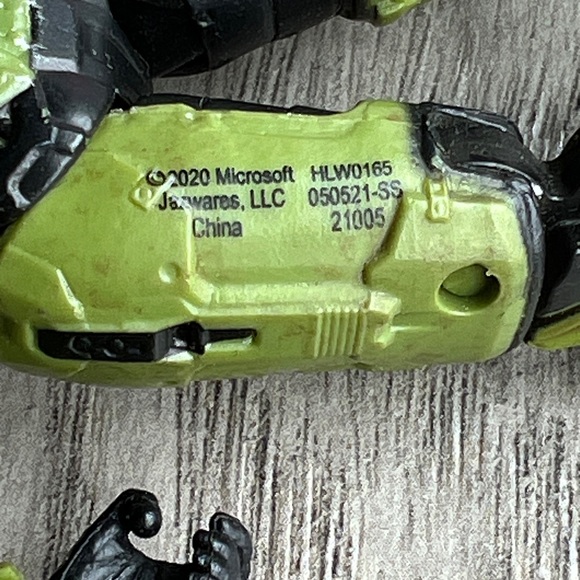 ©2020 Microsoft HLW0165
Jazwares, LLC 050521-SS
China 21005